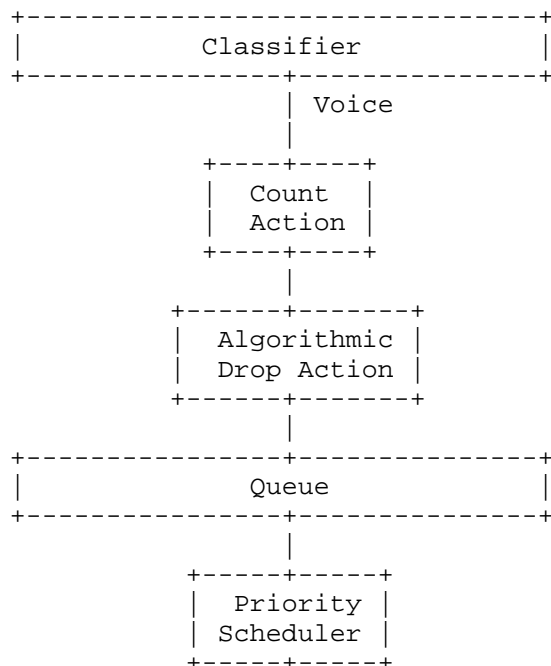 Classifier
Voice
Count
Action
Algorithmic
Drop Action
Queue
Priority
Scheduler